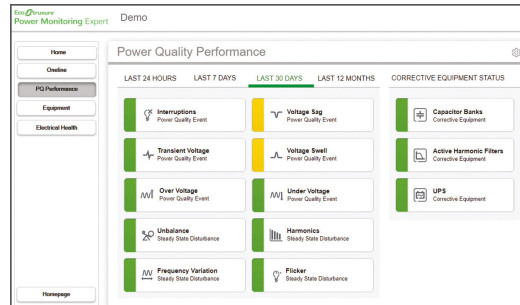 EcoStruxure
Power Monitoring Expert
Demo
Home
Oneline
PQ Performance
Equipment
Electrical Health
Homepage
Power Quality Performance
LAST 24 HOURS LAST 7 DAYS LAST 30 DAYS LAST 12 MONTHS
CORRECTIVE EQUIPMENT STATUS
Interruptions
Power Quality Event
Voltage Sag
Power Quality Event
Transient Voltage
Power Quality Event
Voltage Swell
Power Quality Event
Over Voltage
Power Quality Event
Under Voltage
Power Quality Event
Unbalance
Steady State Disturbance
Harmonics
Steady State Disturbance
Frequency Variation
Steady State Disturbance
Flicker
Steady State Disturbance
Capacitor Banks
Corrective Equipment
Active Harmonic Filters
Corrective Equipment
UPS
Corrective Equipment